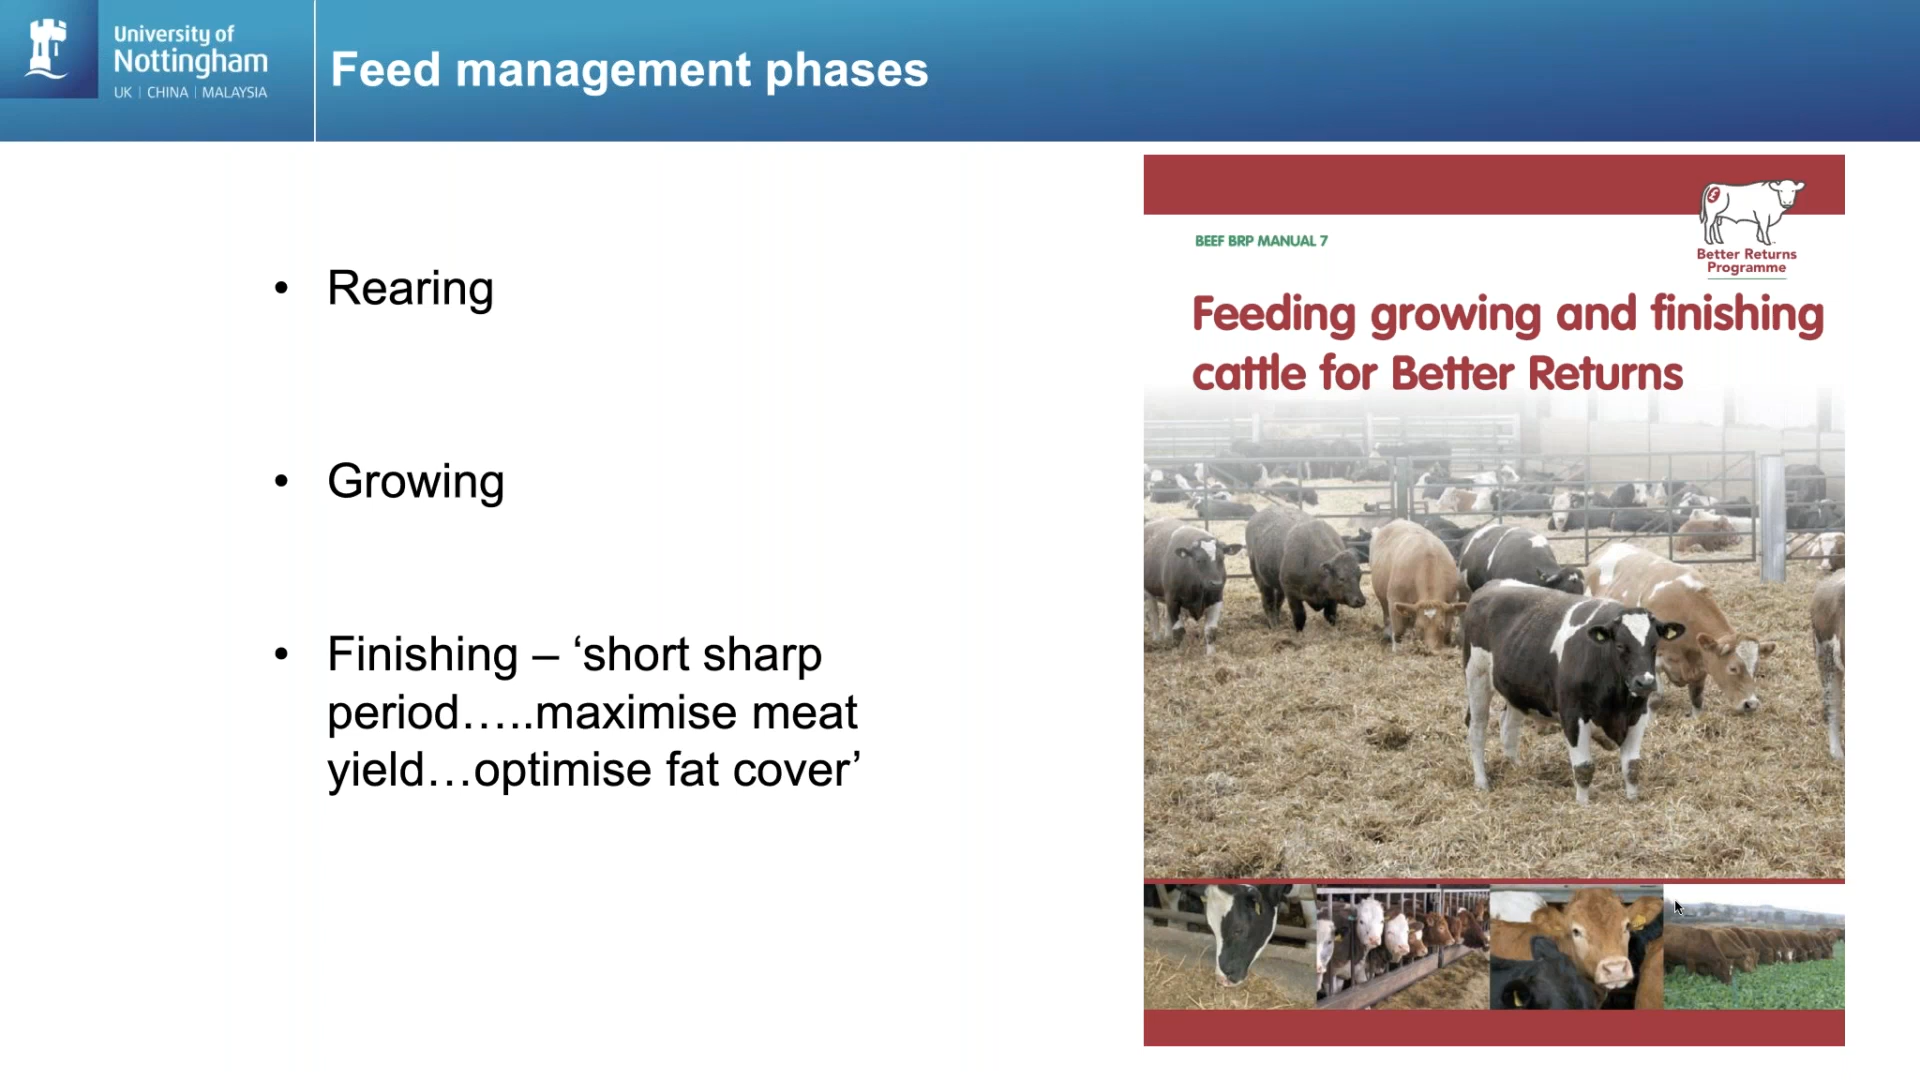 University of
Nottingham
UK | CHINA | MALAYSIA
Feed management phases
• Rearing
• Growing
• Finishing – ‘short sharp
period…..maximise meat
yield…optimise fat cover’
BEEF BRP MANUAL 7
Better Returns
Programme
Feeding growing and finishing
cattle for Better Returns